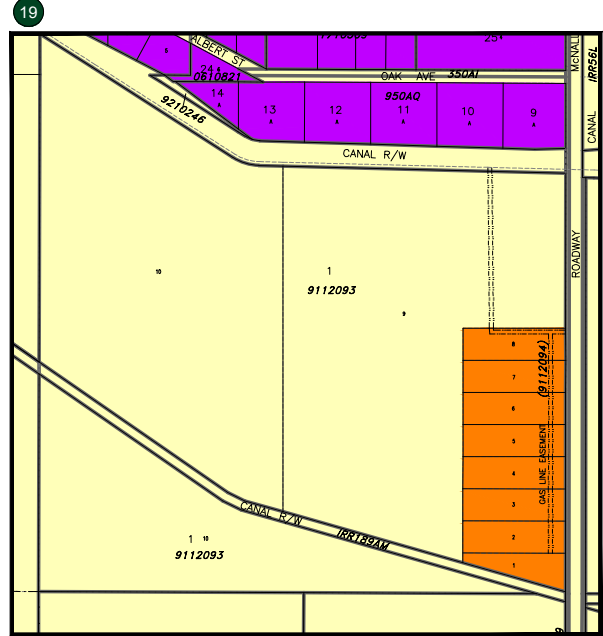 19
ALBERT ST
McNALL
IRR56L
251
5
24
0610821
OAK AVE
350AI
14
A
950AQ
13
A
12
A
11
A
10
A
9
A
9210246
CANAL
CANAL R/W
10
1
9112093
9
ROADWAY
8
7
6
5
4
3
2
1
(9112094)
GAS LINE EASEMENT
CANAL R/W
IRR189AM
1 10
9112093